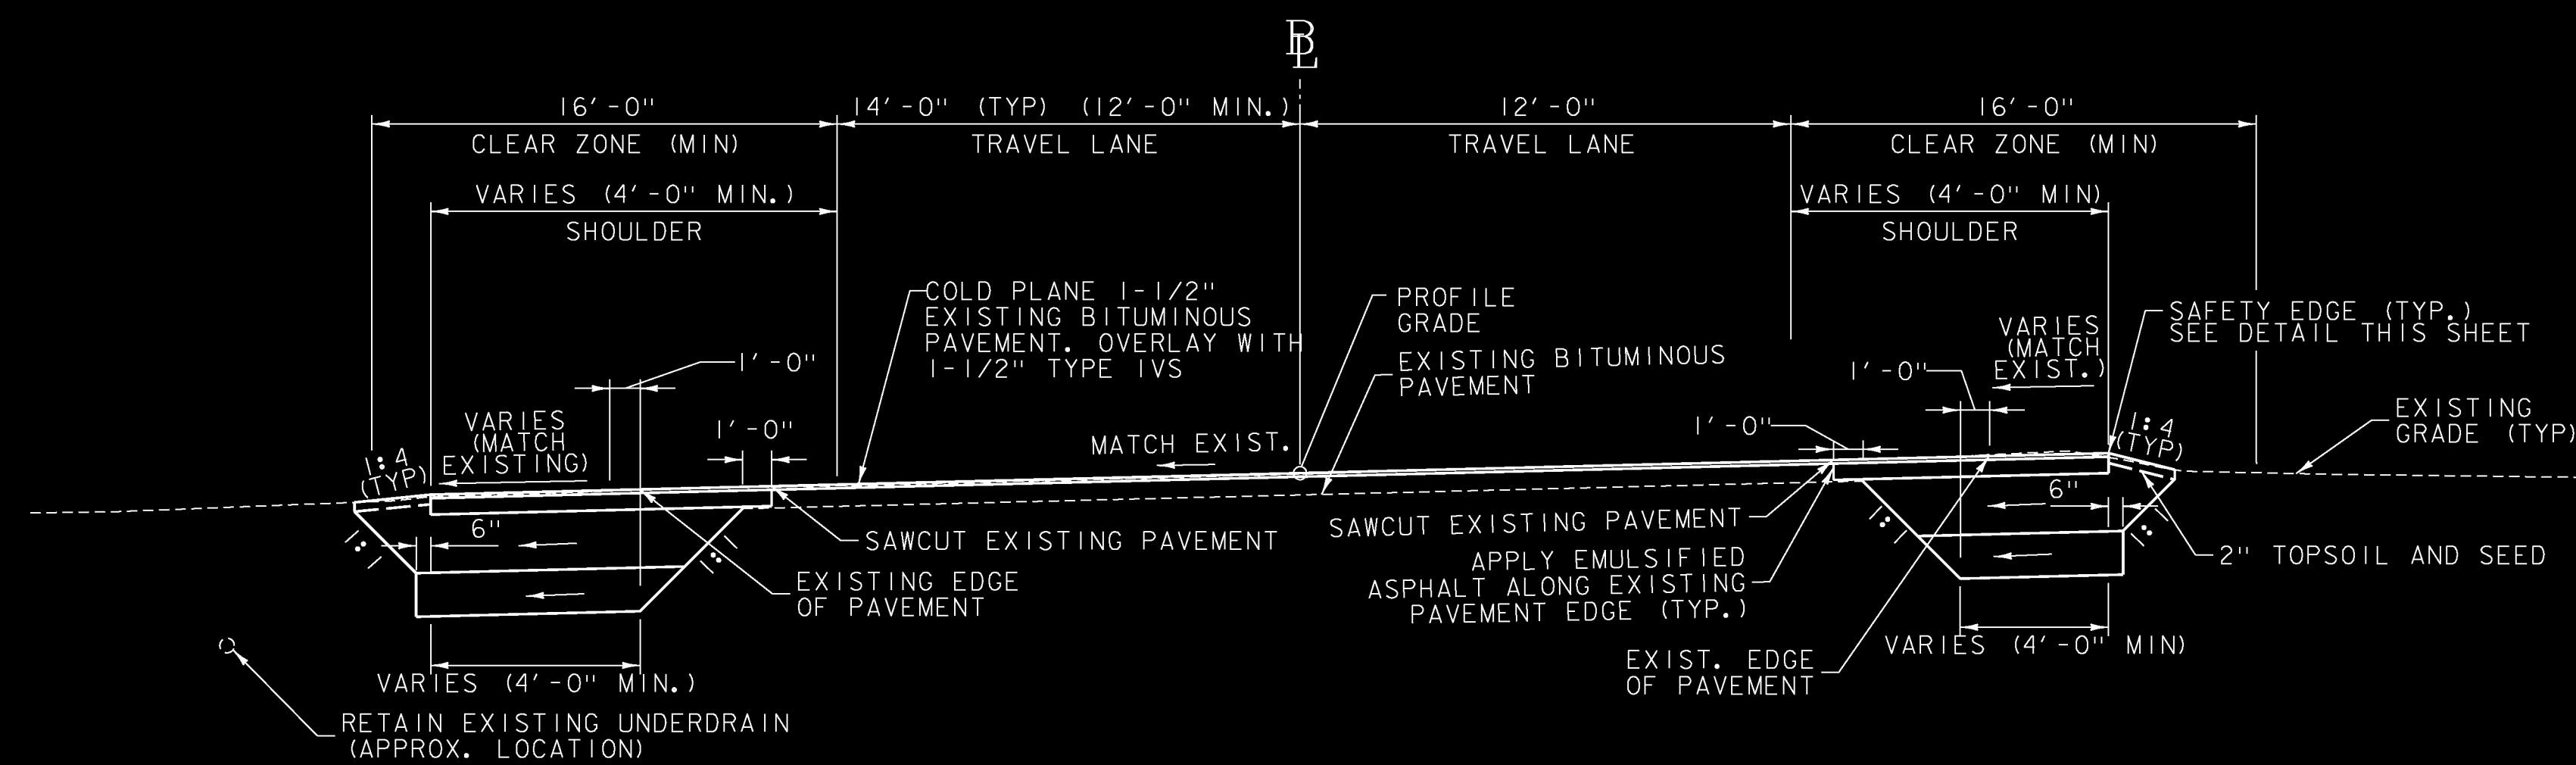 BL
16'-0"
CLEAR ZONE (MIN)
14'-0" (TYP) (12'-0" MIN.)
TRAVEL LANE
12'-0"
TRAVEL LANE
16'-0"
CLEAR ZONE (MIN)
VARIES (4'-0" MIN.)
SHOULDER
VARIES (4'-0" MIN)
SHOULDER
COLD PLANE 1-1/2"
EXISTING BITUMINOUS
PAVEMENT. OVERLAY WITH
1-1/2" TYPE IVS
PROFILE
GRADE
EXISTING BITUMINOUS
PAVEMENT
VARIES
(MATCH
EXIST.)
SAFETY EDGE (TYP.)
SEE DETAIL THIS SHEET
1'-0"
1'-0"
1'-0"
1'-0"
VARIES
(MATCH
EXISTING)
1:4
(TYP)
MATCH EXIST.
1:4
(TYP)
EXISTING
GRADE (TYP)
6"
6"
1:1
1:1
1:1
1:1
SAWCUT EXISTING PAVEMENT
EXISTING EDGE
OF PAVEMENT
SAWCUT EXISTING PAVEMENT
APPLY EMULSIFIED
ASPHALT ALONG EXISTING
PAVEMENT EDGE (TYP.)
2" TOPSOIL AND SEED
EXIST. EDGE
OF PAVEMENT
VARIES (4'-0" MIN)
VARIES (4'-0" MIN.)
RETAIN EXISTING UNDERDRAIN
(APPROX. LOCATION)